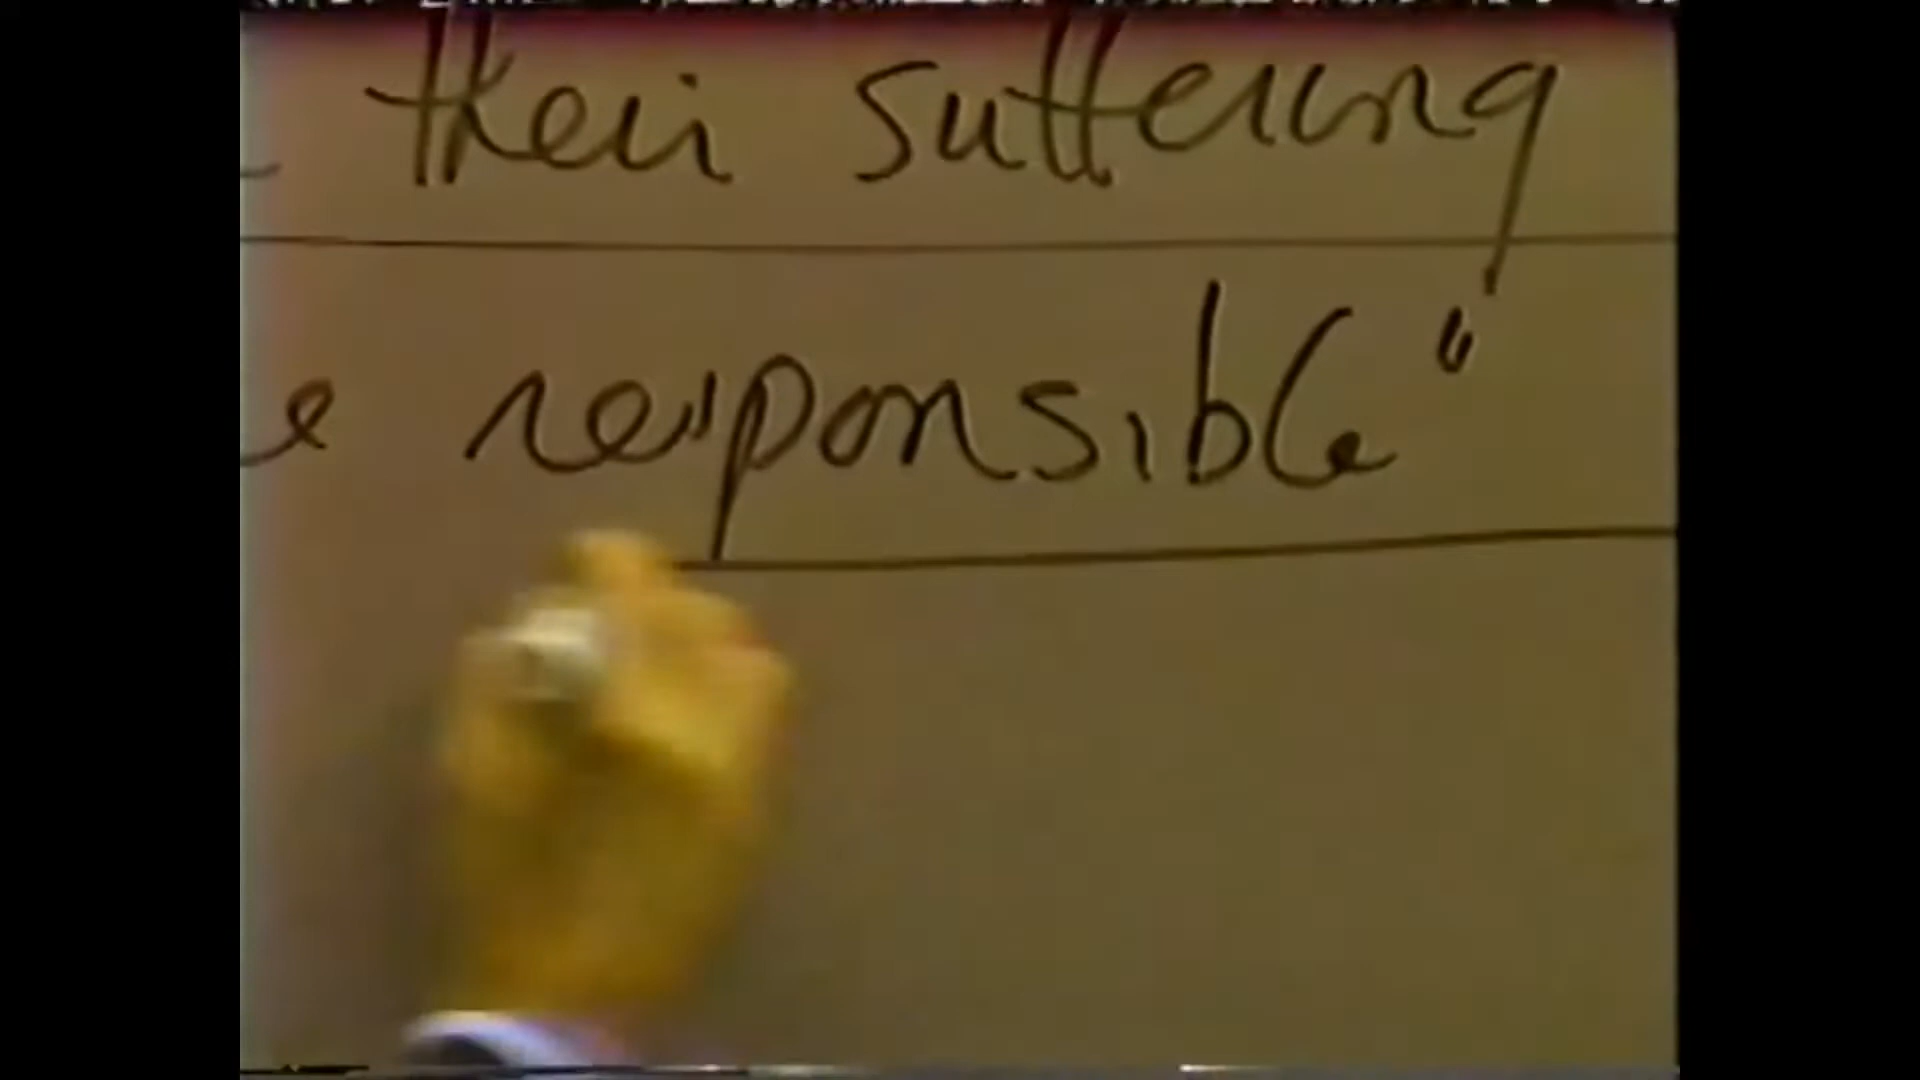 their suffering
responsible"